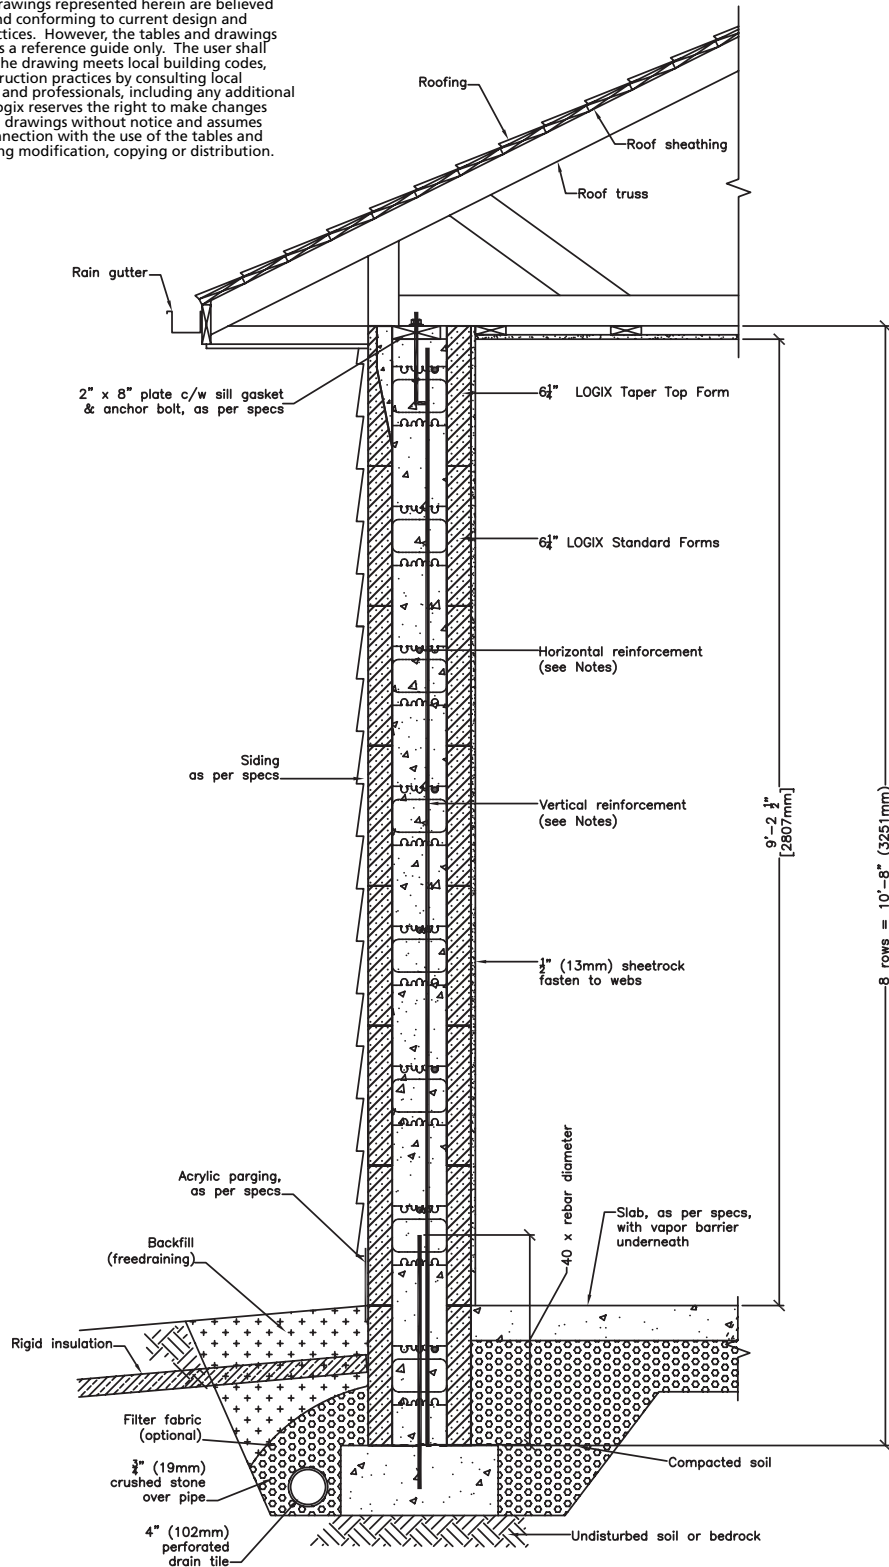 rawings represented herein are believed
nd conforming to current design and
ctices. However, the tables and drawings
s a reference guide only. The user shall
he drawing meets local building codes,
ruction practices by consulting local
and professionals, including any additional
ogix reserves the right to make changes
drawings without notice and assumes
nnection with the use of the tables and
ng modification, copying or distribution.
Roofing
Roof sheathing
Roof truss
Rain gutter
2" x 8" plate c/w sill gasket
& anchor bolt, as per specs
6 1/4" LOGIX Taper Top Form
6 1/4" LOGIX Standard Forms
Horizontal reinforcement
(see Notes)
Siding
as per specs
Vertical reinforcement
(see Notes)
9'-2 1/2"
[2807mm]
8 rows = 10'-8" (3251mm)
1/2" (13mm) sheetrock
fasten to webs
40 x rebar diameter
Acrylic parging,
as per specs
Slab, as per specs,
with vapor barrier
underneath
Backfill
(freedraining)
Rigid insulation
Filter fabric
(optional)
3/4" (19mm)
crushed stone
over pipe
Compacted soil
4" (102mm)
perforated
drain tile
Undisturbed soil or bedrock